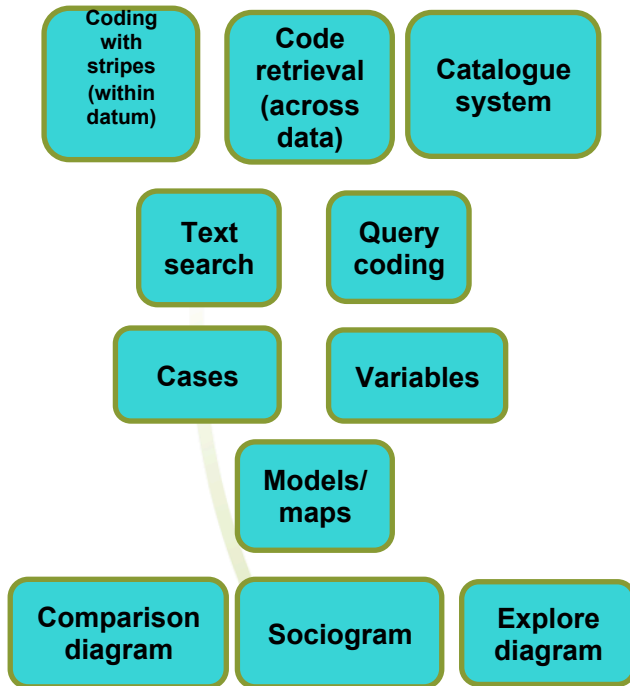 Coding
with
stripes
(within
datum)
Code
retrieval
(across
data)
Catalogue
system
Text
search
Query
coding
Cases
Variables
Models/
maps
Comparison
diagram
Sociogram
Explore
diagram